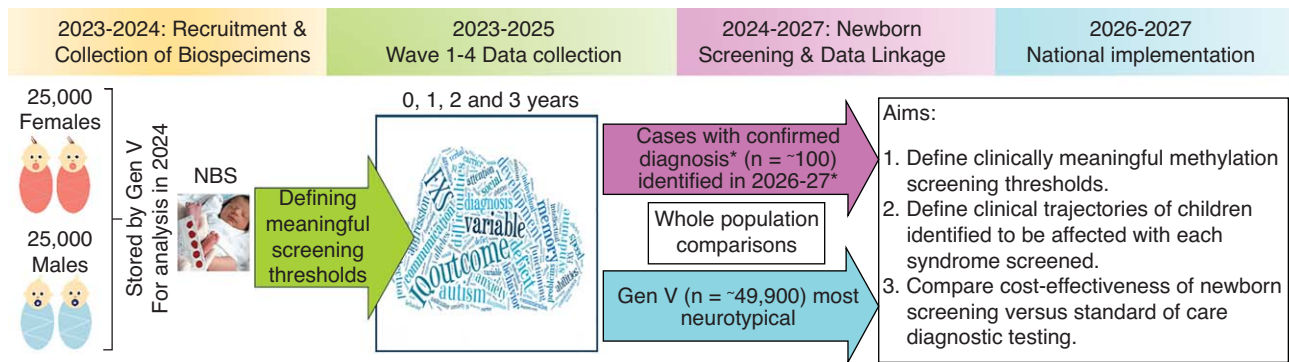 2023-2024: Recruitment &
Collection of Biospecimens
2023-2025
Wave 1-4 Data collection
2024-2027: Newborn
Screening & Data Linkage
2026-2027
National implementation
25,000
Females
25,000
Males
Stored by Gen V
For analysis in 2024
NBS
Defining
meaningful
screening
thresholds
0, 1, 2 and 3 years
FXS
variable
outcome
IQ
autism
diagnosis
memory
social
attention
communication
deficit
Cases with confirmed
diagnosis* (n = ~100)
identified in 2026-27*
Whole population
comparisons
Gen V (n = ~49,900) most
neurotypical
Aims:
1. Define clinically meaningful methylation
screening thresholds.
2. Define clinical trajectories of children
identified to be affected with each
syndrome screened.
3. Compare cost-effectiveness of newborn
screening versus standard of care
diagnostic testing.